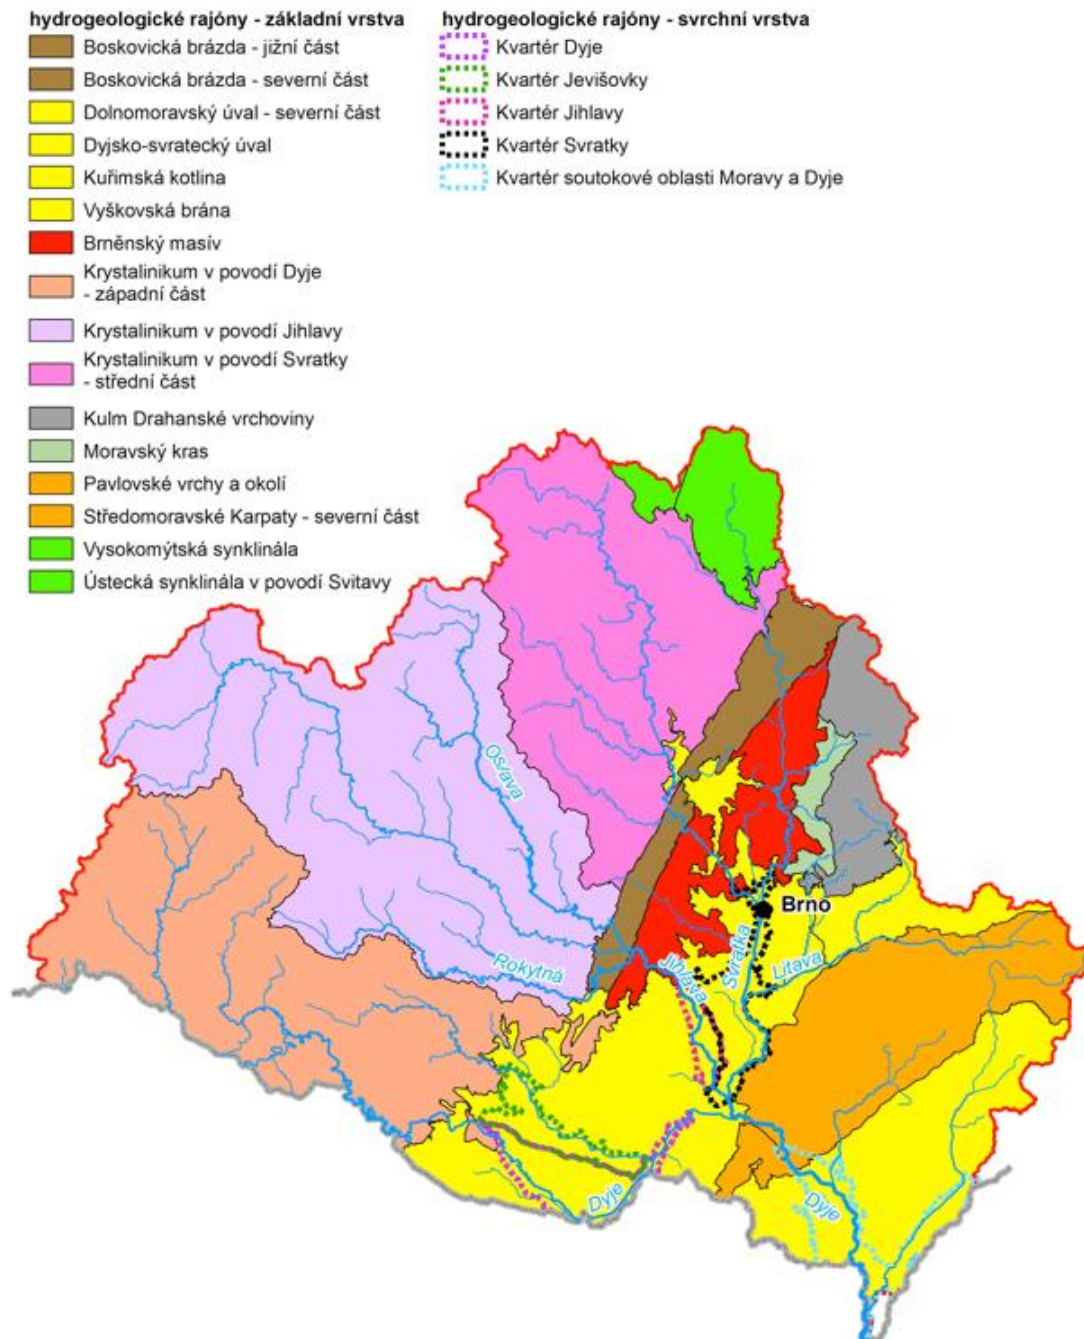 hydrogeologické rajóny - základní vrstva
Boskovická brázda - jižní část
Boskovická brázda - severní část
Dolnomoravský úval - severní část
Dyjsko-svratecký úval
Kuřimská kotlina
Vyškovská brána
Brněnský masív
Krystalinikum v povodí Dyje
- západní část
Krystalinikum v povodí Jihlavy
Krystalinikum v povodí Svratky
- střední část
Kulm Drahanské vrchoviny
Moravský kras
Pavlovské vrchy a okolí
Středomoravské Karpaty - severní část
Vysokomýtská synklinála
Ústecká synklinála v povodí Svitavy
hydrogeologické rajóny - svrchní vrstva
Kvartér Dyje
Kvartér Jevišovky
Kvartér Jihlavy
Kvartér Svratky
Kvartér soutokové oblasti Moravy a Dyje
Oslava
Brno
Rokytná
Jihlava
Svratka
Litava
Dyje
Dyje